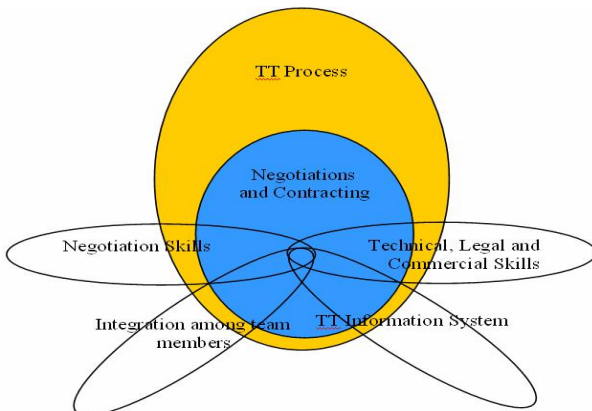 TT Process
Negotiations
and Contracting
Negotiation Skills
Technical, Legal and
Commercial Skills
Integration among team
members
TT Information System